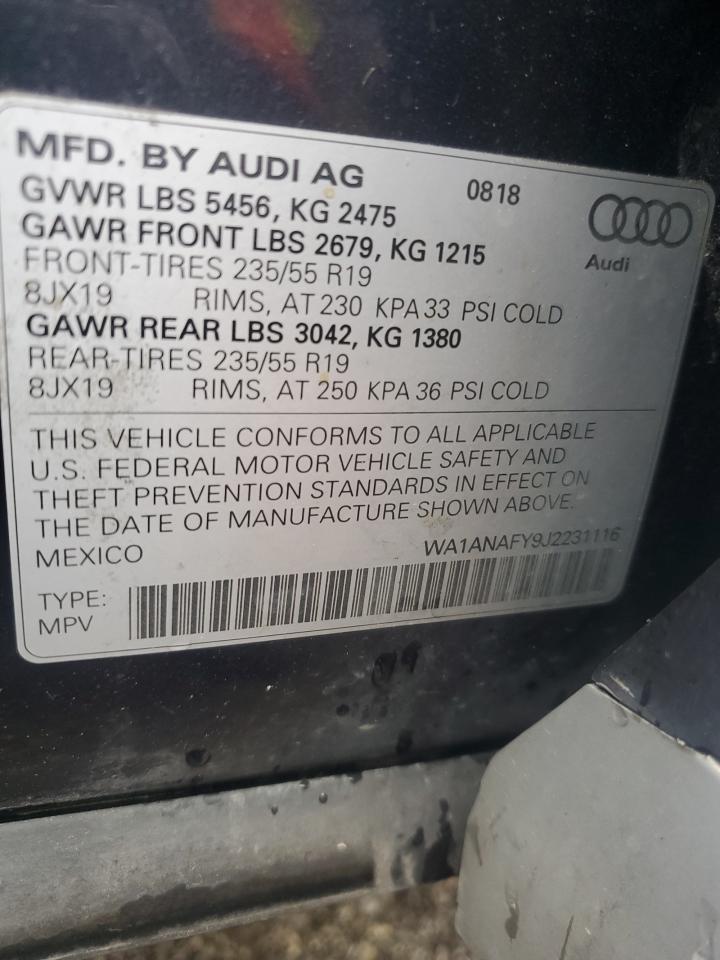 MFD. BY AUDI AG 0818
GVWR LBS 5456, KG 2475
GAWR FRONT LBS 2679, KG 1215
Audi
FRONT-TIRES 235/55 R19
8JX19 RIMS, AT 230 KPA 33 PSI COLD
GAWR REAR LBS 3042, KG 1380
REAR-TIRES 235/55 R19
8JX19 RIMS, AT 250 KPA 36 PSI COLD
THIS VEHICLE CONFORMS TO ALL APPLICABLE
U.S. FEDERAL MOTOR VEHICLE SAFETY AND
THEFT PREVENTION STANDARDS IN EFFECT ON
THE DATE OF MANUFACTURE SHOWN ABOVE.
MEXICO WA1ANAFY9J2231116
TYPE:
MPV